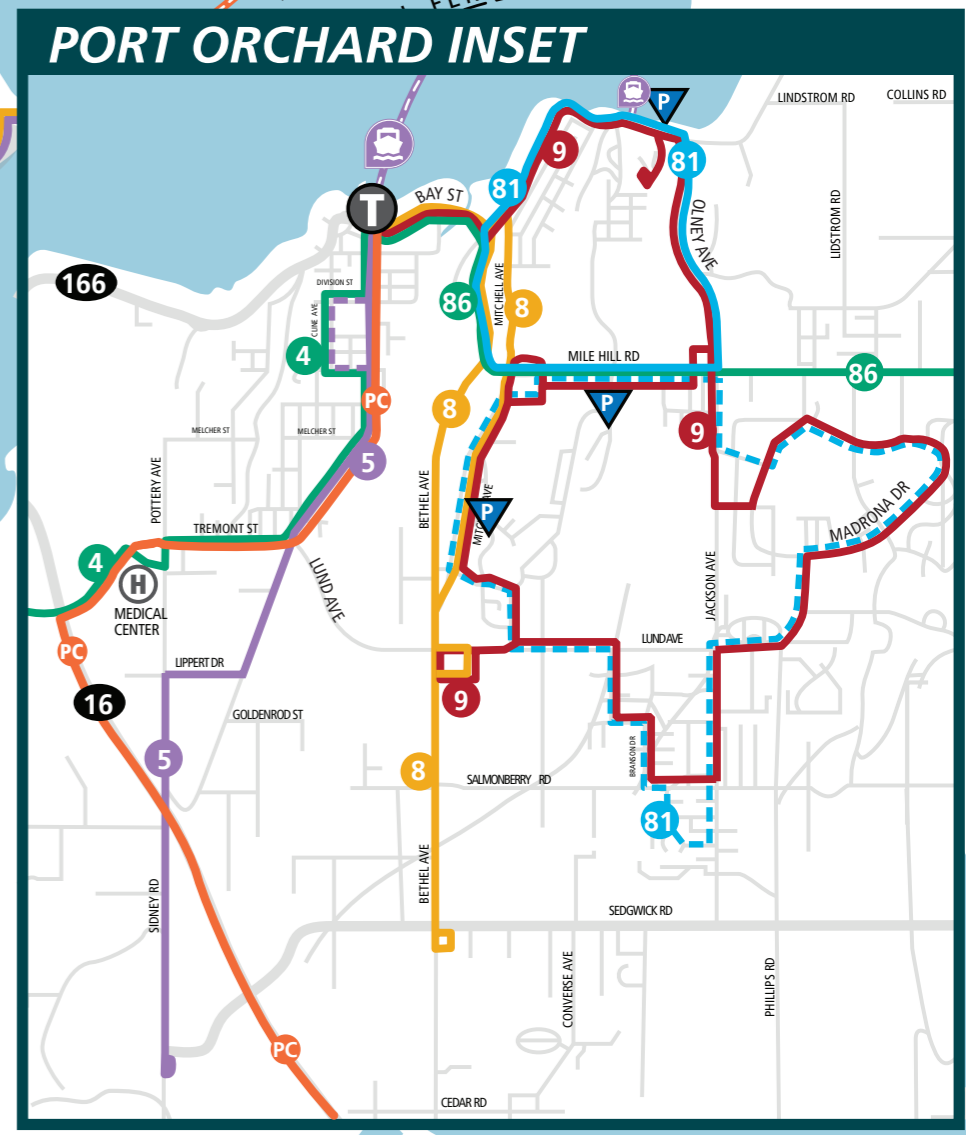 PORT ORCHARD INSET
P
LINDSTROM RD
COLLINS RD
9
81
81
T
BAY ST
OLNEY AVE
LIDSTROM RD
166
DIVISION ST
CLINE AVE
86
MITCHELL AVE
8
4
MILE HILL RD
86
PC
8
P
MELCHER ST
MELCHER ST
9
5
POTTERY AVE
BETHEL AVE
P
TREMONT ST
MADRONA DR
4
H
MEDICAL
CENTER
LUND AVE
JACKSON AVE
LUND AVE
PC
LIPPERT DR
16
9
GOLDENROD ST
5
8
BRANSON DR
SALMONBERRY RD
81
BETHEL AVE
SIDNEY RD
SEDGWICK RD
CONVERSE AVE
PHILLIPS RD
PC
CEDAR RD